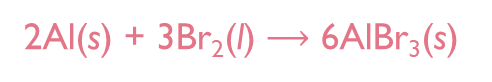 2Al(s) + 3Br₂(l) ⟶ 6AlBr₃(s)